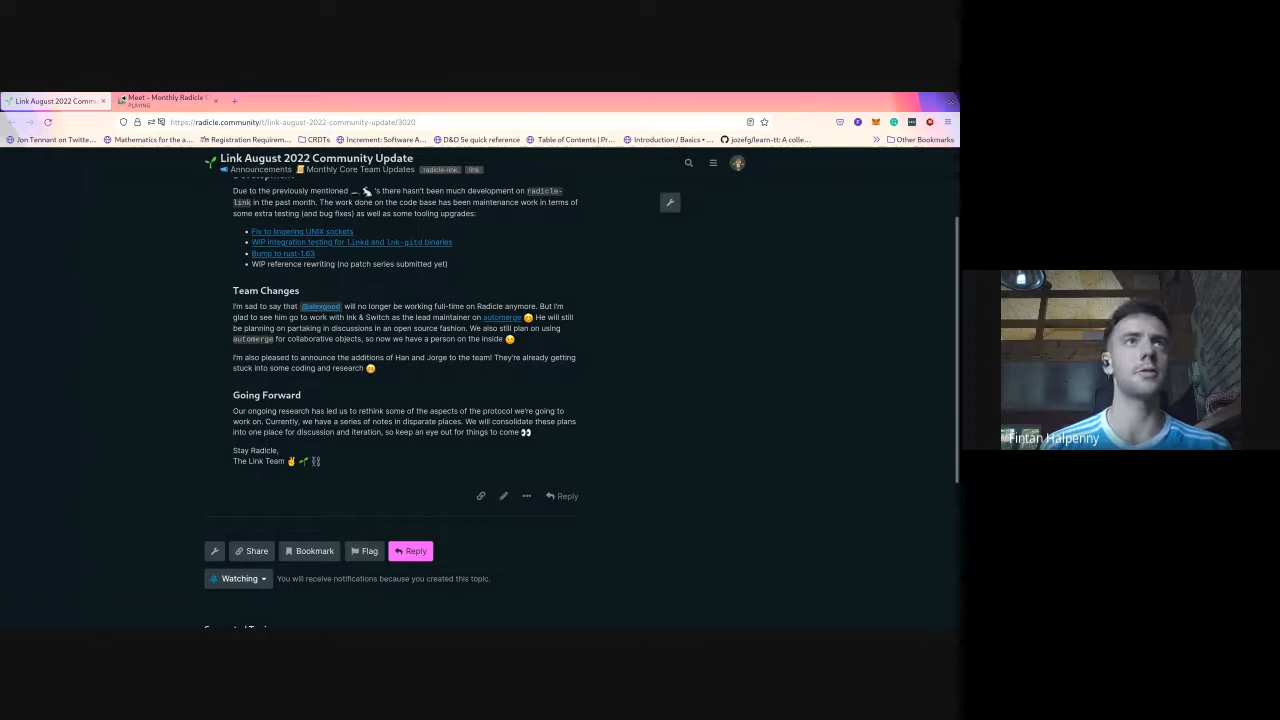 Link August 2022 Comm
Meet - Monthly Radicle C
PLAYING
https://radicle.community/t/link-august-2022-community-update/3020
Jon Tennant on Twitte...
Mathematics for the a...
Registration Requirem...
CRDTs
Increment: Software A...
D&D 5e quick reference
Table of Contents | Pr...
Introduction / Basics • ...
jozefg/learn-tt: A colle...
Other Bookmarks
Link August 2022 Community Update
Announcements Monthly Core Team Updates radicle-link link
Development
Due to the previously mentioned 's there hasn't been much development on radicle-
link in the past month. The work done on the code base has been maintenance work in terms of
some extra testing (and bug fixes) as well as some tooling upgrades:
• Fix to lingering UNIX sockets
• WIP integration testing for linkd and lnk-gitd binaries
• Bump to rust-1.63
• WIP reference rewriting (no patch series submitted yet)
Team Changes
I'm sad to say that @alexgood will no longer be working full-time on Radicle anymore. But I'm
glad to see him go to work with Ink & Switch as the lead maintainer on automerge 😊 He will still
be planning on partaking in discussions in an open source fashion. We also still plan on using
automerge for collaborative objects, so now we have a person on the inside 😉
I'm also pleased to announce the additions of Han and Jorge to the team! They're already getting
stuck into some coding and research
Going Forward
Our ongoing research has led us to rethink some of the aspects of the protocol we're going to
work on. Currently, we have a series of notes in disparate places. We will consolidate these plans
into one place for discussion and iteration, so keep an eye out for things to come 👀
Stay Radicle,
The Link Team ✌️ 🌱 ⛓
Reply
Share
Bookmark
Flag
Reply
Watching
You will receive notifications because you created this topic.
Fintan Halpenny